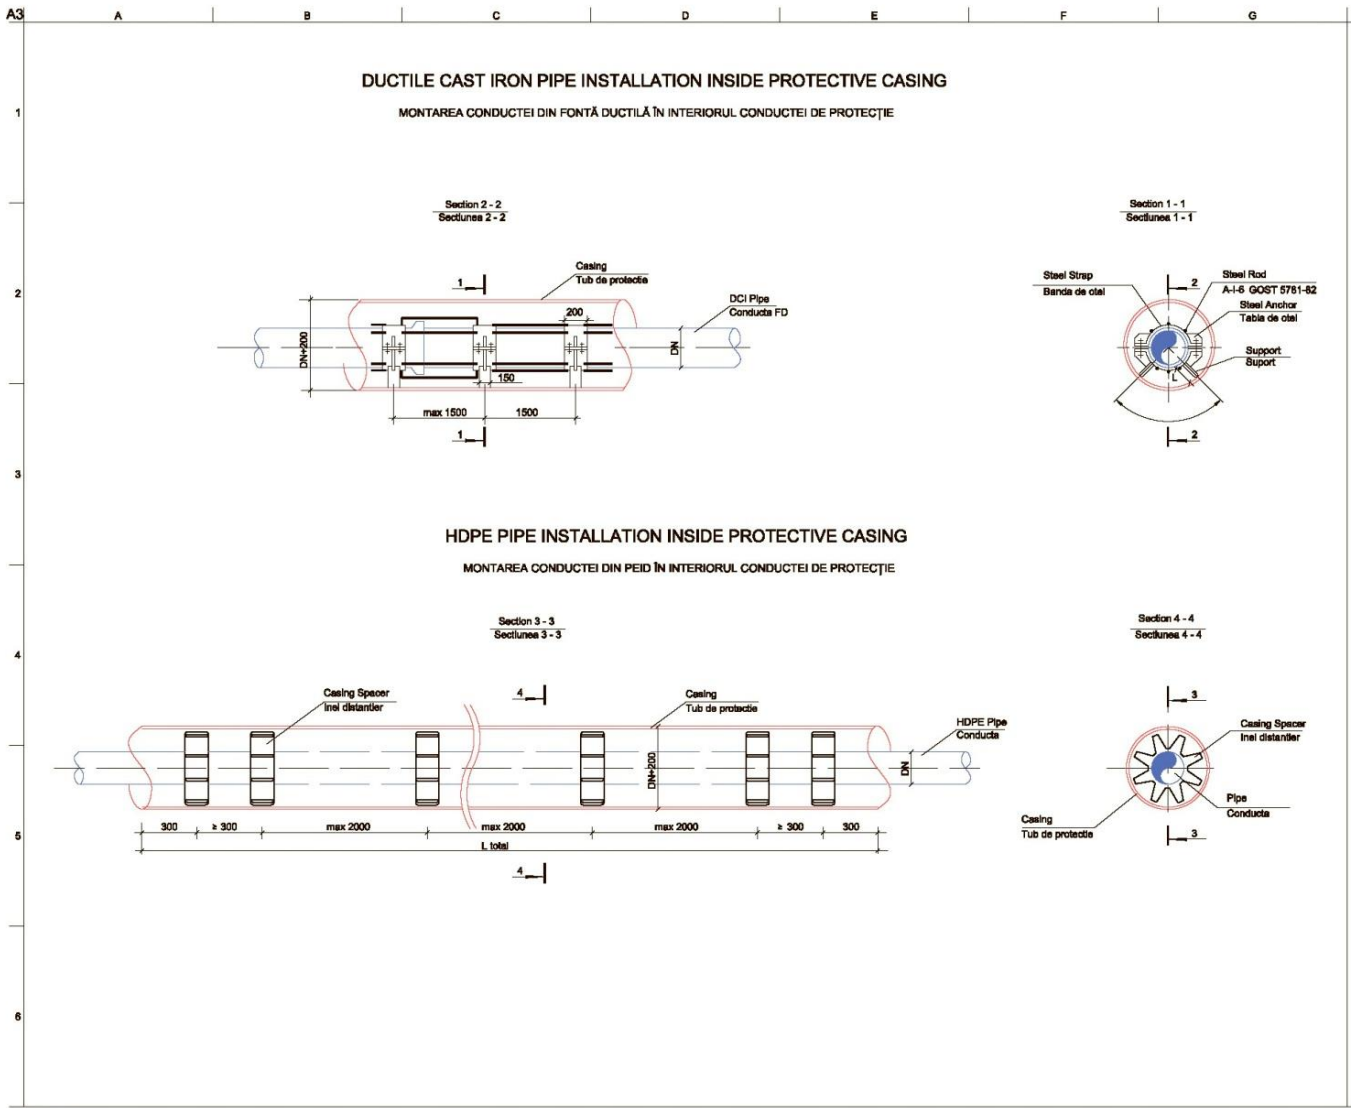 A3
A
B
C
D
E
F
G
1
2
3
4
5
6
DUCTILE CAST IRON PIPE INSTALLATION INSIDE PROTECTIVE CASING
MONTAREA CONDUCTEI DIN FONTĂ DUCTILĂ ÎN INTERIORUL CONDUCTEI DE PROTECȚIE
Section 2 - 2
Sectiunea 2 - 2
1
Casing
Tub de protectie
DCI Pipe
Conducta FD
200
DN+200
DN
150
max 1500
1500
1
Section 1 - 1
Sectiunea 1 - 1
2
Steel Strap
Banda de otel
Steel Rod
A-I-6 GOST 5781-82
Steel Anchor
Tabla de otel
Support
Suport
L
2
HDPE PIPE INSTALLATION INSIDE PROTECTIVE CASING
MONTAREA CONDUCTEI DIN PEID ÎN INTERIORUL CONDUCTEI DE PROTECȚIE
Section 3 - 3
Sectiunea 3 - 3
4
Casing Spacer
Inel distantier
Casing
Tub de protectie
HDPE Pipe
Conducta
DN+200
DN
300
≥ 300
max 2000
max 2000
max 2000
≥ 300
300
L total
4
Section 4 - 4
Sectiunea 4 - 4
3
Casing Spacer
Inel distantier
Pipe
Conducta
Casing
Tub de protectie
3